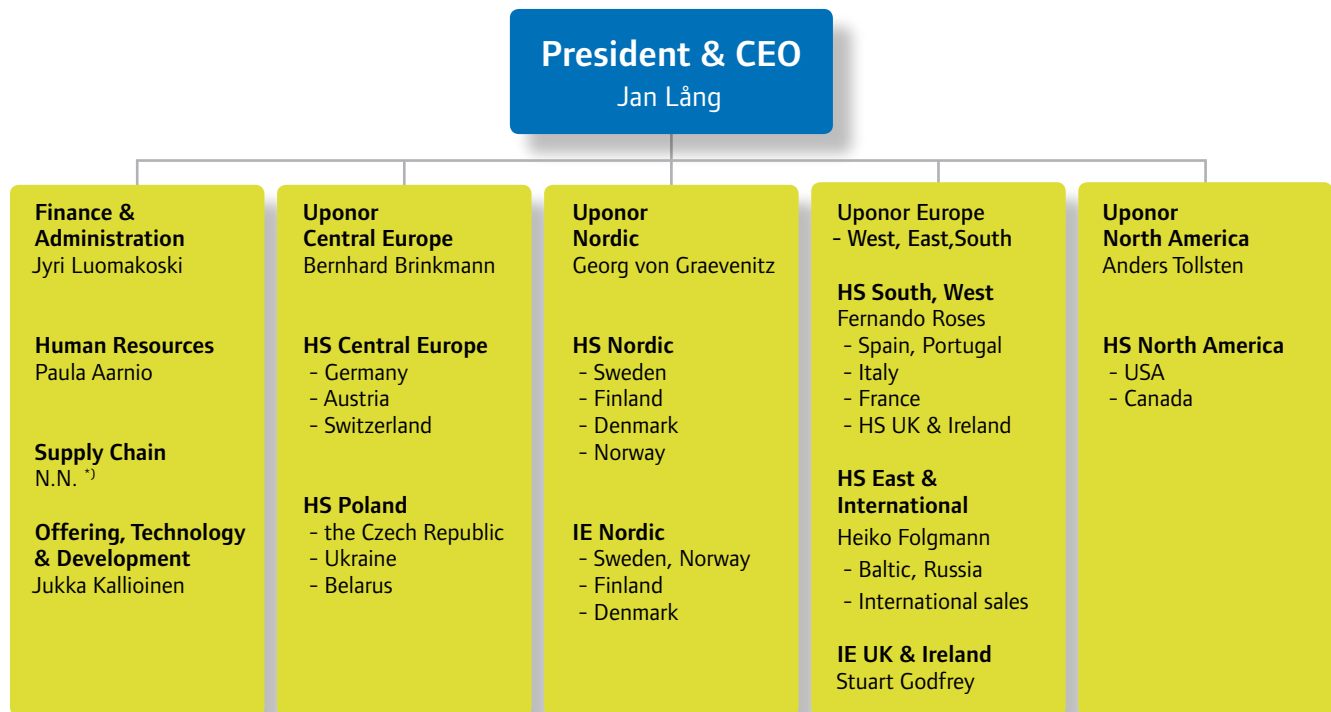 President & CEO
Jan Lång
Finance &
Administration
Jyri Luomakoski
Human Resources
Paula Aarnio
Supply Chain
N.N. *)
Offering, Technology
& Development
Jukka Kallioinen
Uponor
Central Europe
Bernhard Brinkmann
HS Central Europe
- Germany
- Austria
- Switzerland
HS Poland
- the Czech Republic
- Ukraine
- Belarus
Uponor
Nordic
Georg von Graevenitz
HS Nordic
- Sweden
- Finland
- Denmark
- Norway
IE Nordic
- Sweden, Norway
- Finland
- Denmark
Uponor Europe
- West, East,South
HS South, West
Fernando Roses
- Spain, Portugal
- Italy
- France
- HS UK & Ireland
HS East &
International
Heiko Folgmann
- Baltic, Russia
- International sales
IE UK & Ireland
Stuart Godfrey
Uponor
North America
Anders Tollsten
HS North America
- USA
- Canada